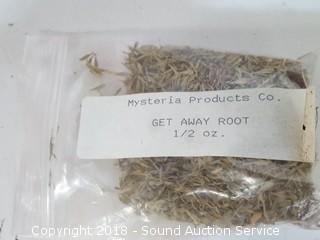 Mysteria Products Co.
GET AWAY ROOT
1/2 oz.
Copyright 2018 - Sound Auction Service